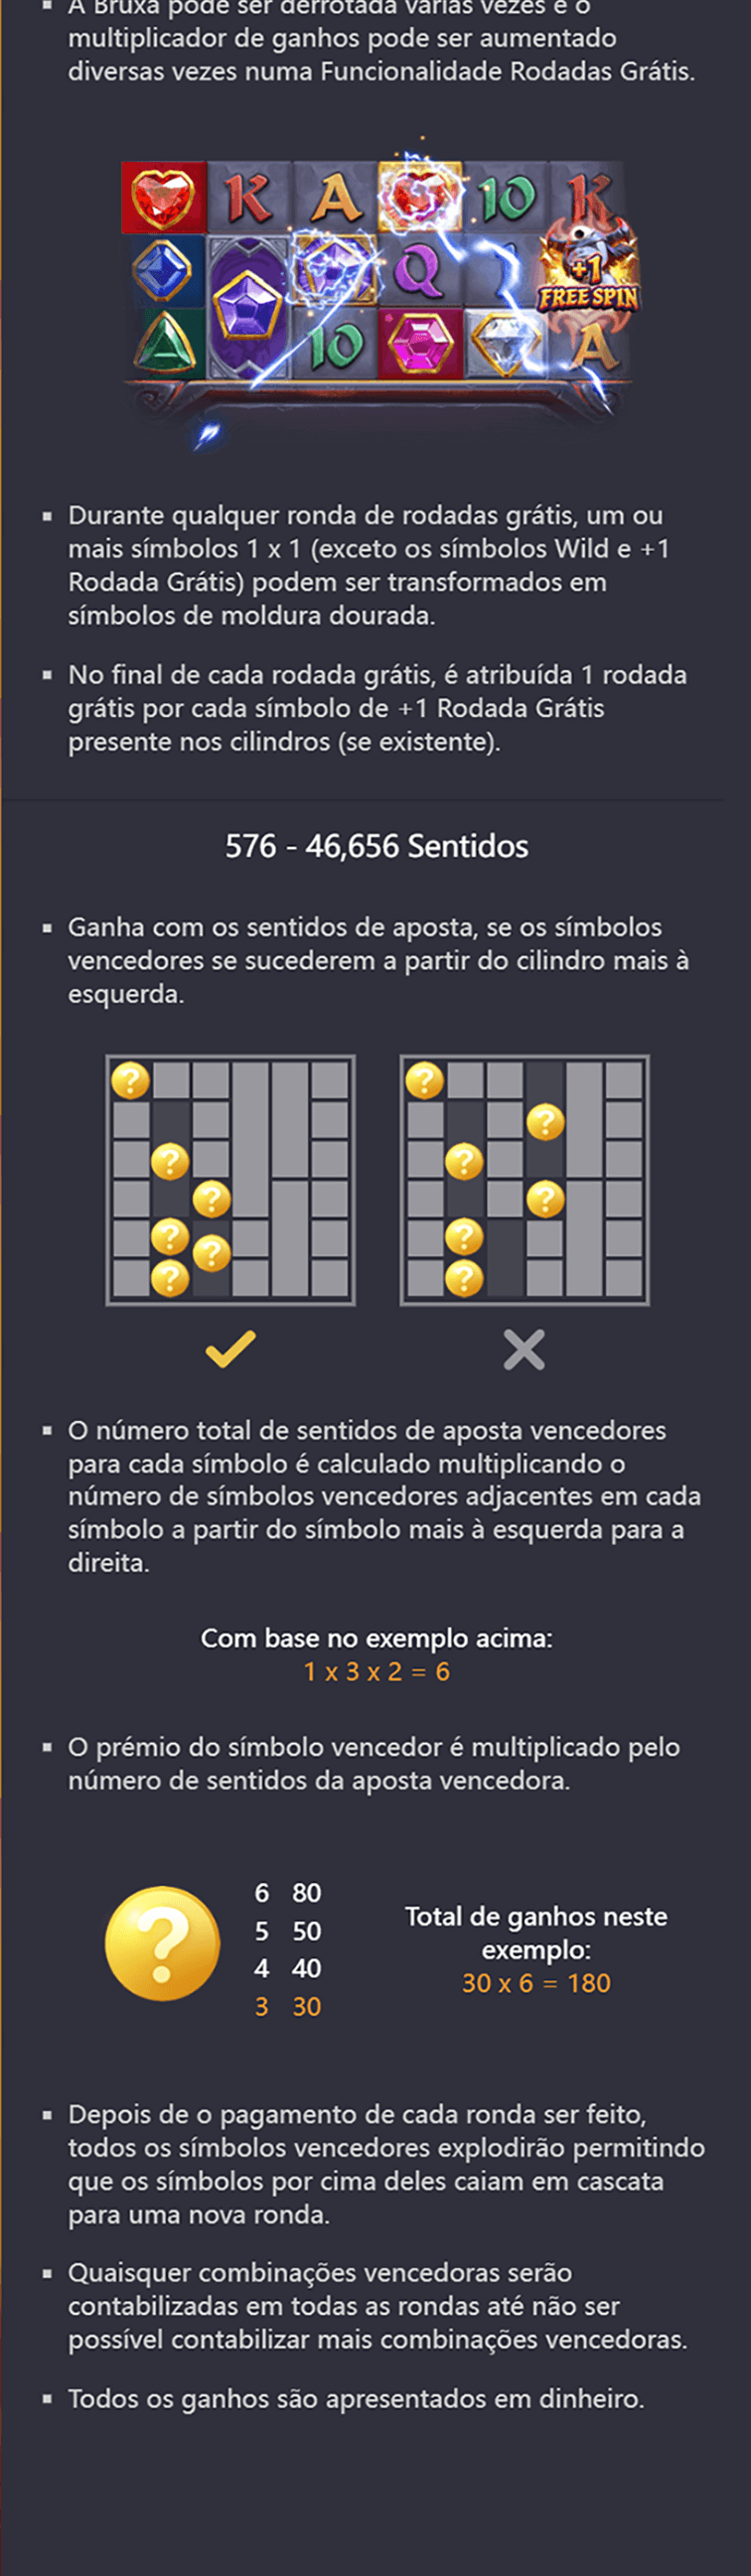 A Bruxa pode ser derrotada várias vezes e o
multiplicador de ganhos pode ser aumentado
diversas vezes numa Funcionalidade Rodadas Grátis.
K A 10 K
Q J +1
FREE SPIN
10 A
Durante qualquer ronda de rodadas grátis, um ou
mais símbolos 1 x 1 (exceto os símbolos Wild e +1
Rodada Grátis) podem ser transformados em
símbolos de moldura dourada.
No final de cada rodada grátis, é atribuída 1 rodada
grátis por cada símbolo de +1 Rodada Grátis
presente nos cilindros (se existente).
576 - 46,656 Sentidos
Ganha com os sentidos de aposta, se os símbolos
vencedores se sucederem a partir do cilindro mais à
esquerda.
? ?
?
? ?
? ?
? ? ?
? ?
O número total de sentidos de aposta vencedores
para cada símbolo é calculado multiplicando o
número de símbolos vencedores adjacentes em cada
símbolo a partir do símbolo mais à esquerda para a
direita.
Com base no exemplo acima:
1 x 3 x 2 = 6
O prémio do símbolo vencedor é multiplicado pelo
número de sentidos da aposta vencedora.
?
6 80
5 50
4 40
3 30
Total de ganhos neste
exemplo:
30 x 6 = 180
Depois de o pagamento de cada ronda ser feito,
todos os símbolos vencedores explodirão permitindo
que os símbolos por cima deles caiam em cascata
para uma nova ronda.
Quaisquer combinações vencedoras serão
contabilizadas em todas as rondas até não ser
possível contabilizar mais combinações vencedoras.
Todos os ganhos são apresentados em dinheiro.